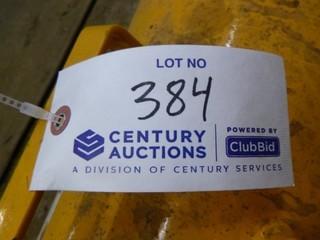 LOT NO
384
CENTURY AUCTIONS
POWERED BY
ClubBid
A DIVISION OF CENTURY SERVICES